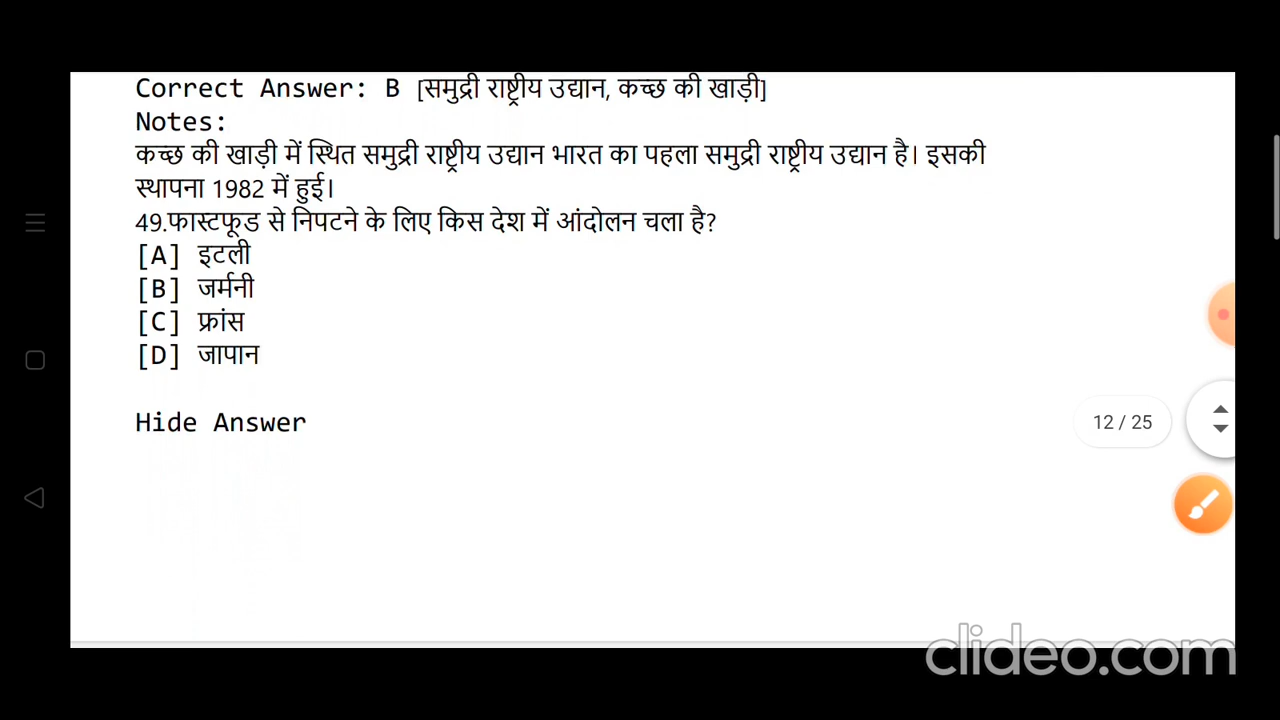 Correct Answer: B [समुद्री राष्ट्रीय उद्यान, कच्छ की खाड़ी]
Notes:
कच्छ की खाड़ी में स्थित समुद्री राष्ट्रीय उद्यान भारत का पहला समुद्री राष्ट्रीय उद्यान है। इसकी
स्थापना 1982 में हुई।
49.फास्टफूड से निपटने के लिए किस देश में आंदोलन चला है?
[A] इटली
[B] जर्मनी
[C] फ्रांस
[D] जापान
Hide Answer
12 / 25
clideo.com